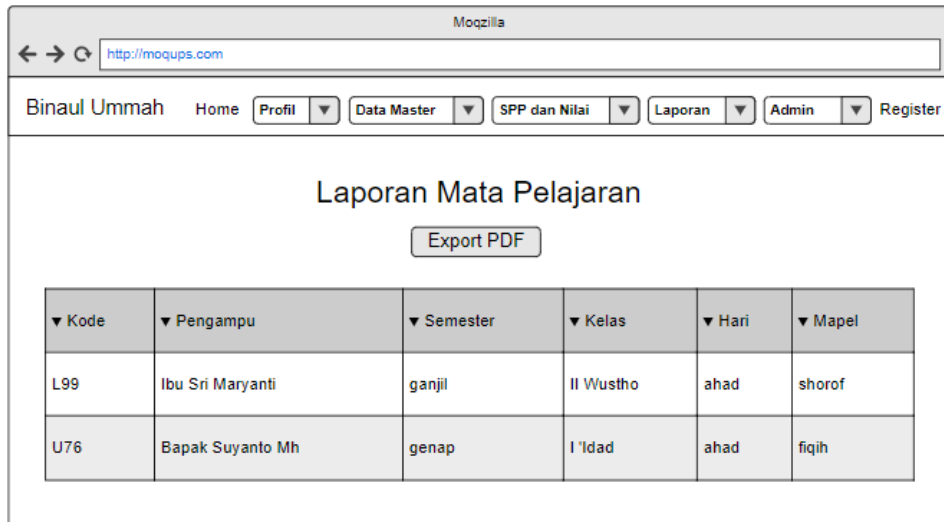 Moqzilla
http://moqups.com
Binaul Ummah Home Profil Data Master SPP dan Nilai Laporan Admin Register
Laporan Mata Pelajaran
Export PDF
▼ Kode ▼ Pengampu ▼ Semester ▼ Kelas ▼ Hari ▼ Mapel
L99 Ibu Sri Maryanti ganjil II Wustho ahad shorof
U76 Bapak Suyanto Mh genap I 'Idad ahad fiqih